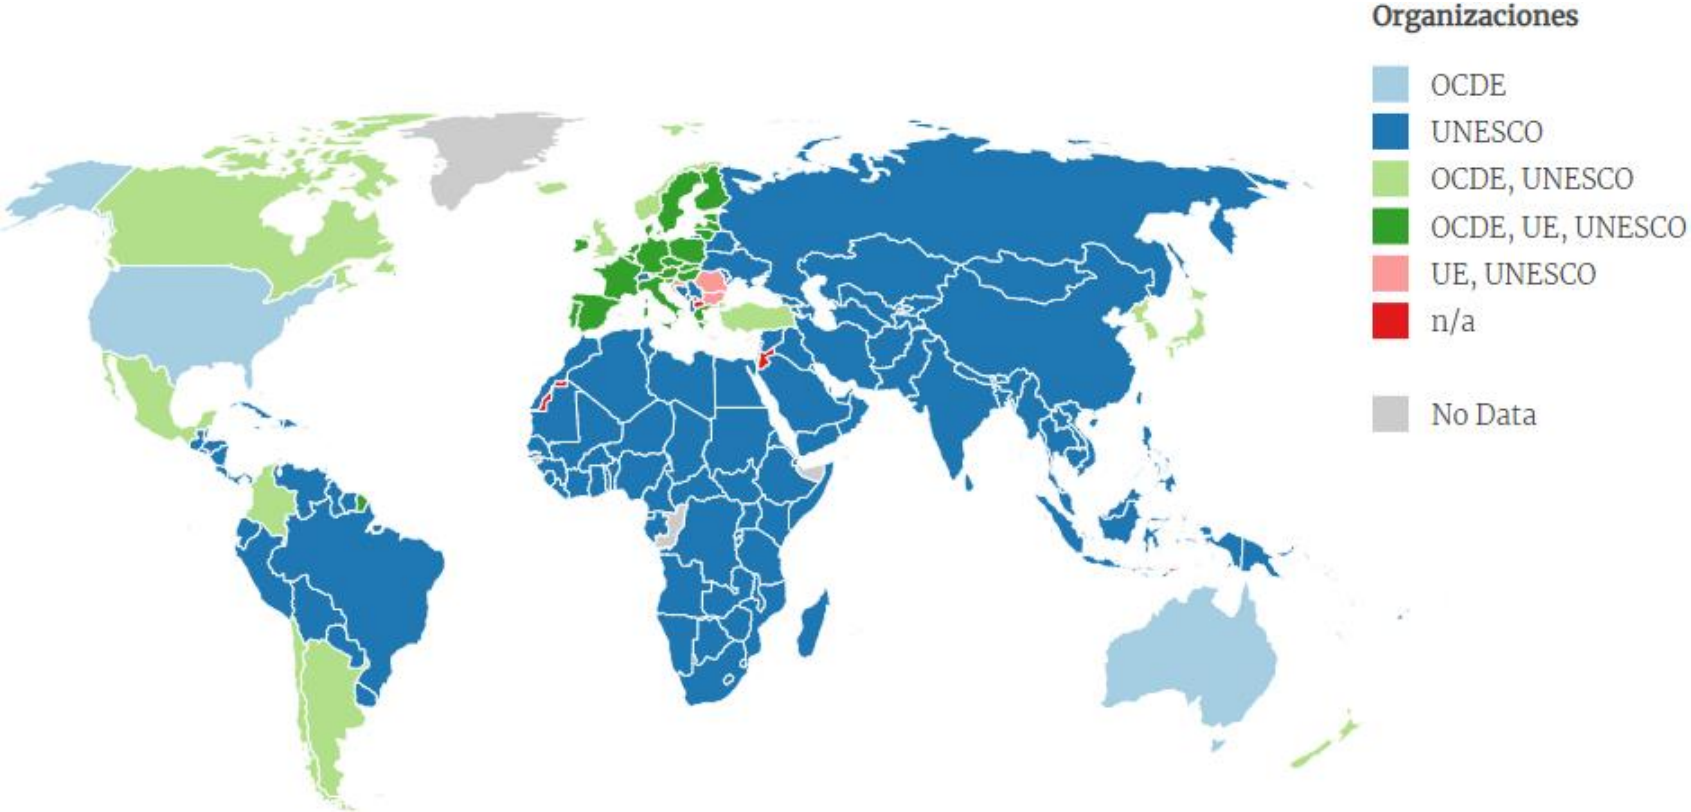 Organizaciones
OCDE
UNESCO
OCDE, UNESCO
OCDE, UE, UNESCO
UE, UNESCO
n/a
No Data